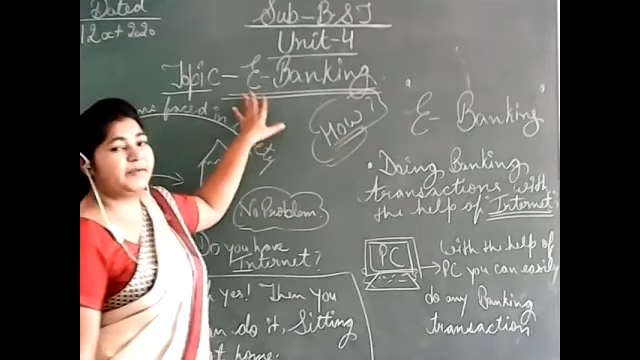 Dated
12 Oct 2020
Sub-BST
Unit-4
Topic - E-Banking
faced in
HOW?
No Problem
Do you have
Internet?
yes! Then you
do it, Sitting
home.
E-Banking
• Doing Banking
transactions with
the help of "Internet"
PC
With the help of
PC you can easily
do any Banking
transaction